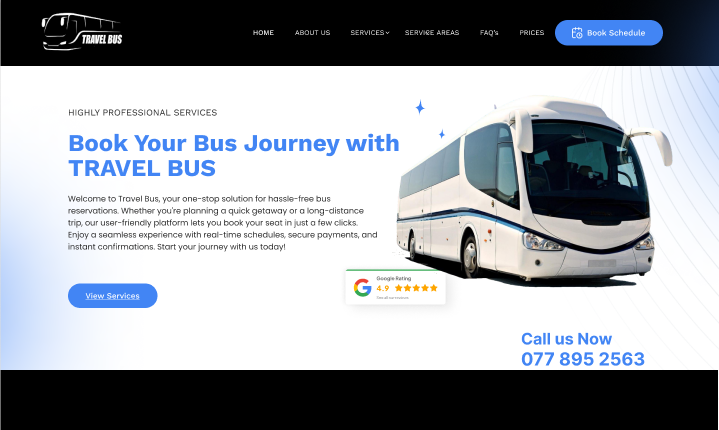 TRAVEL BUS
HOME
ABOUT US
SERVICES
SERVICE AREAS
FAQ's
PRICES
Book Schedule
HIGHLY PROFESSIONAL SERVICES
Book Your Bus Journey with
TRAVEL BUS
Welcome to Travel Bus, your one-stop solution for hassle-free bus
reservations. Whether you're planning a quick getaway or a long-distance
trip, our user-friendly platform lets you book your seat in just a few clicks.
Enjoy a seamless experience with real-time schedules, secure payments, and
instant confirmations. Start your journey with us today!
Google Rating
4.9
View Services
Call us Now
077 895 2563